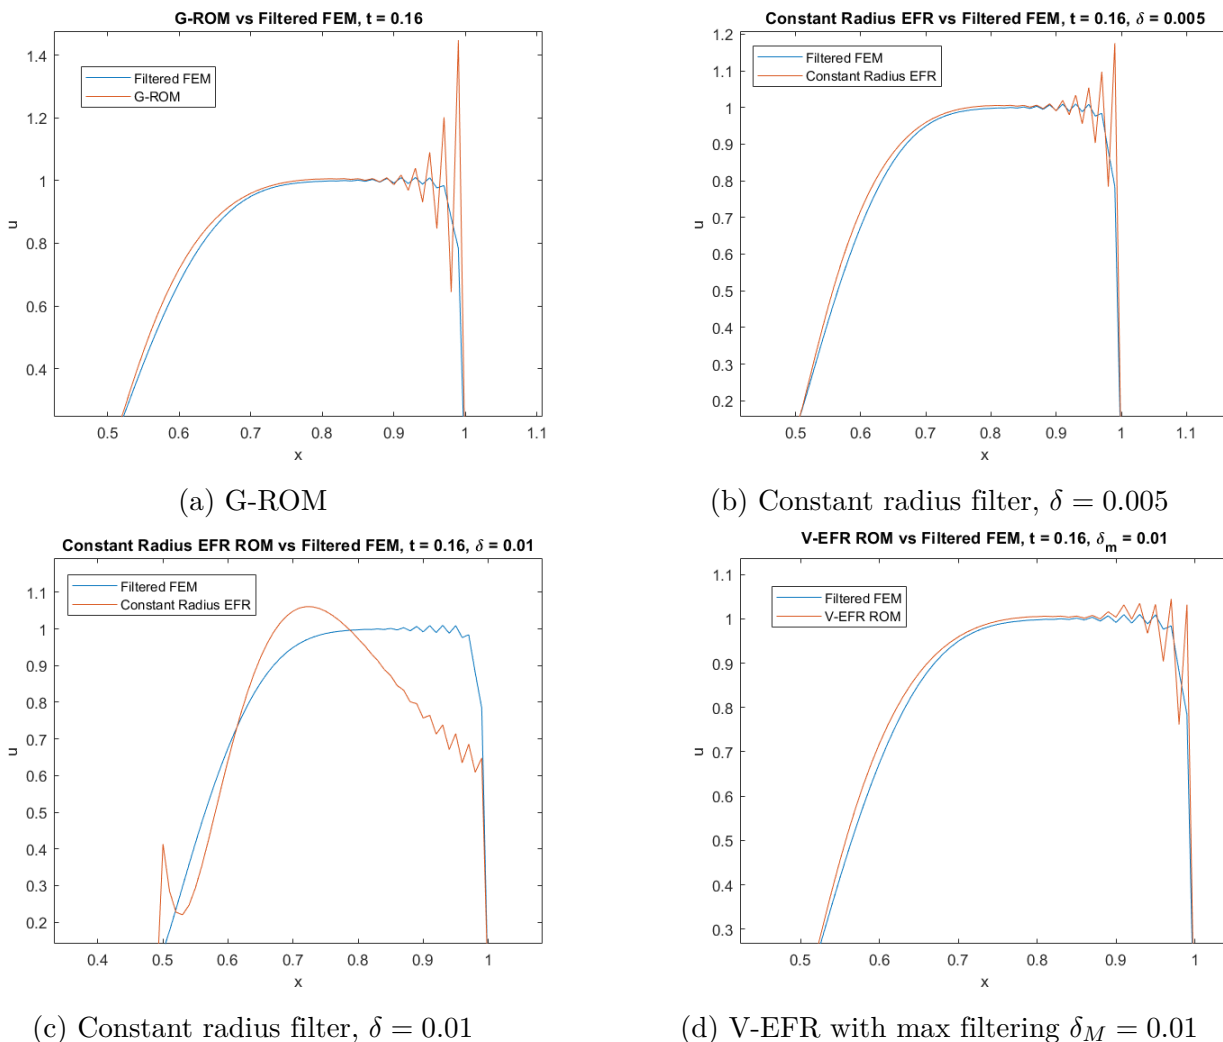 G-ROM vs Filtered FEM, t = 0.16
Filtered FEM
G-ROM
1.4
1.2
1
0.8
0.6
0.4
u
0.5 0.6 0.7 0.8 0.9 1 1.1
x
(a) G-ROM
Constant Radius EFR vs Filtered FEM, t = 0.16, δ = 0.005
Filtered FEM
Constant Radius EFR
1.2
1.1
1
0.9
0.8
0.7
0.6
0.5
0.4
0.3
0.2
u
0.5 0.6 0.7 0.8 0.9 1 1.1
x
(b) Constant radius filter, δ = 0.005
Constant Radius EFR ROM vs Filtered FEM, t = 0.16, δ = 0.01
Filtered FEM
Constant Radius EFR
1.1
1
0.9
0.8
0.7
0.6
0.5
0.4
0.3
0.2
u
0.4 0.5 0.6 0.7 0.8 0.9 1
x
(c) Constant radius filter, δ = 0.01
V-EFR ROM vs Filtered FEM, t = 0.16, δ_m = 0.01
Filtered FEM
V-EFR ROM
1.1
1
0.9
0.8
0.7
0.6
0.5
0.4
0.3
u
0.5 0.6 0.7 0.8 0.9 1
x
(d) V-EFR with max filtering δ_M = 0.01